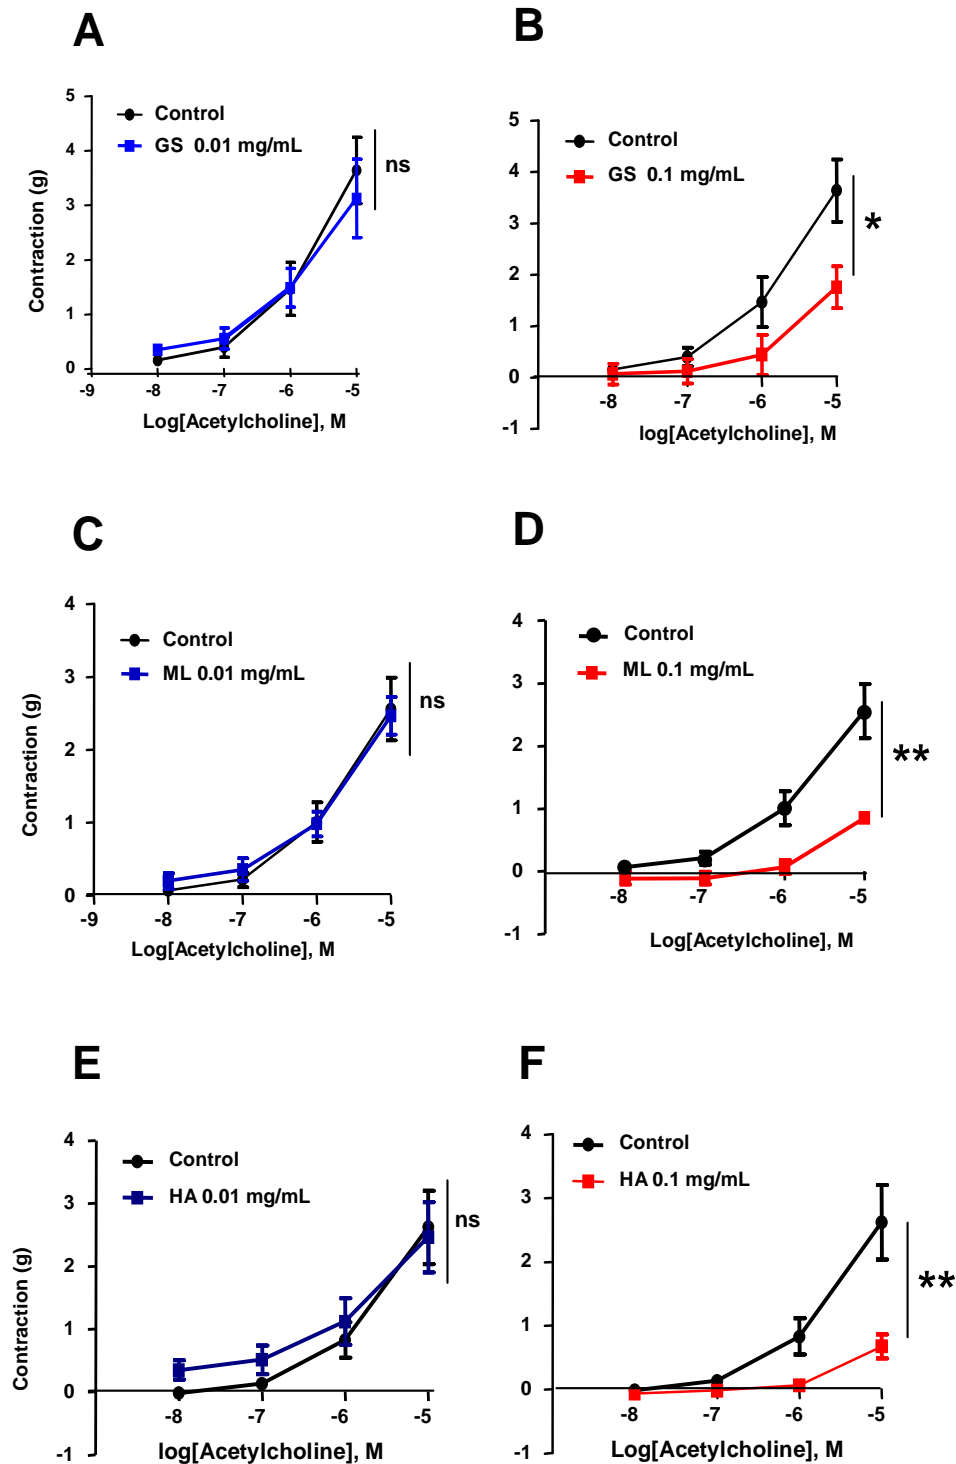 A
B
5
4
3
2
1
0
Control
GS 0.01 mg/mL
ns
Contraction (g)
-9
-8
-7
-6
-5
Log[Acetylcholine], M
5
4
3
2
1
0
-1
Control
GS 0.1 mg/mL
*
-8
-7
-6
-5
log[Acetylcholine], M
C
D
4
3
2
1
0
Control
ML 0.01 mg/mL
ns
Contraction (g)
-9
-8
-7
-6
-5
Log[Acetylcholine], M
4
3
2
1
0
-1
Control
ML 0.1 mg/mL
**
-8
-7
-6
-5
Log[Acetylcholine], M
E
F
4
3
2
1
0
-1
Control
HA 0.01 mg/mL
ns
Contraction (g)
-8
-7
-6
-5
log[Acetylcholine], M
4
3
2
1
0
-1
Control
HA 0.1 mg/mL
**
-8
-7
-6
-5
Log[Acetylcholine], M